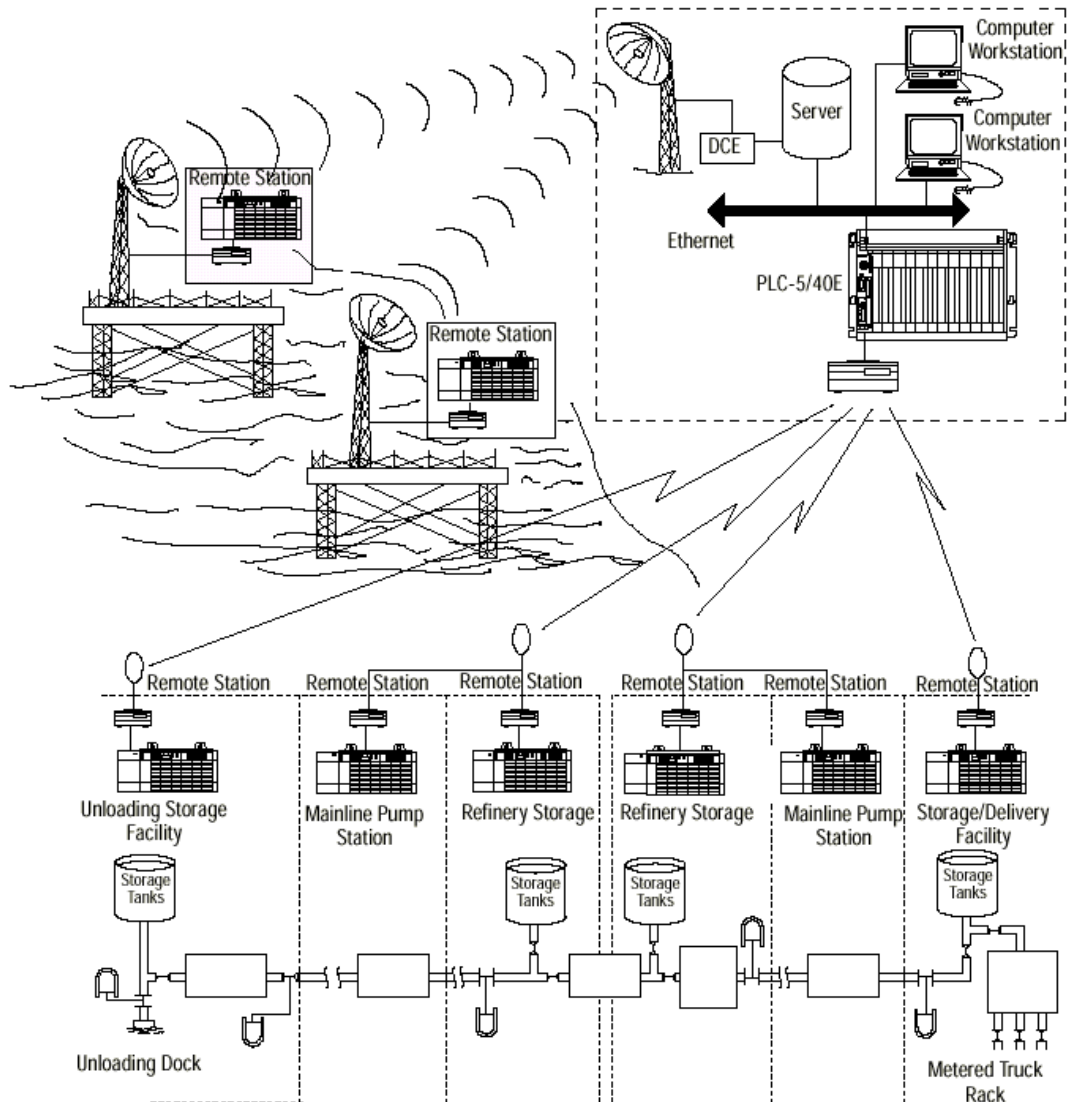 Computer
Workstation
Server
Computer
Workstation
DCE
Remote Station
Ethernet
PLC-5/40E
Remote Station
Remote Station
Remote Station
Remote Station
Remote Station
Remote Station
Remote Station
Unloading Storage
Facility
Mainline Pump
Station
Refinery Storage
Refinery Storage
Mainline Pump
Station
Storage/Delivery
Facility
Storage
Tanks
Storage
Tanks
Storage
Tanks
Storage
Tanks
Unloading Dock
Metered Truck
Rack